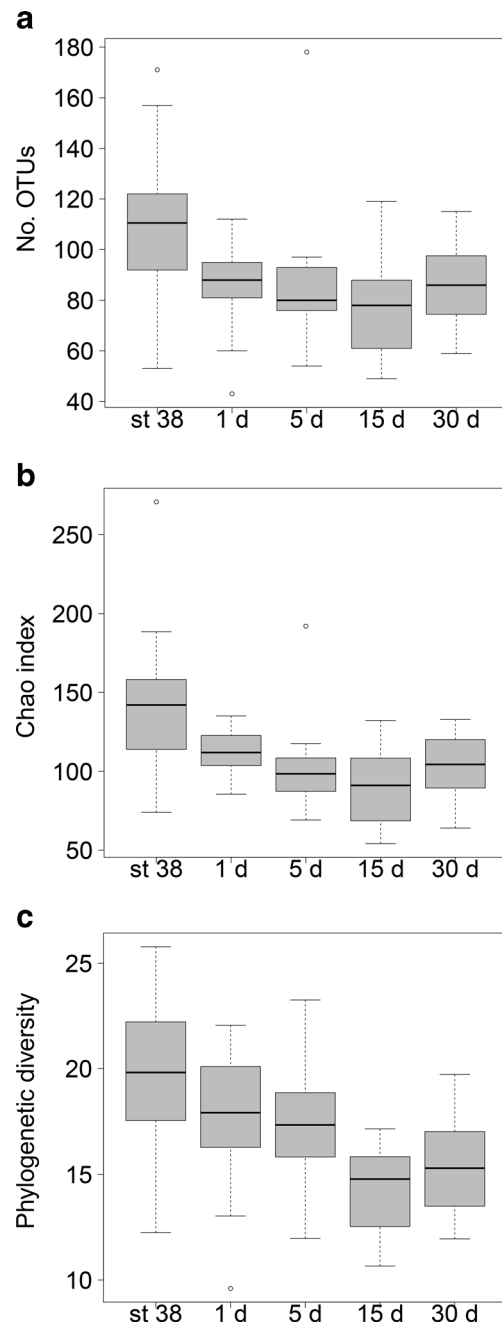 a
No. OTUs
180
160
140
120
100
80
60
40
st 38 1 d 5 d 15 d 30 d
b
Chao index
250
200
150
100
50
st 38 1 d 5 d 15 d 30 d
c
Phylogenetic diversity
25
20
15
10
st 38 1 d 5 d 15 d 30 d